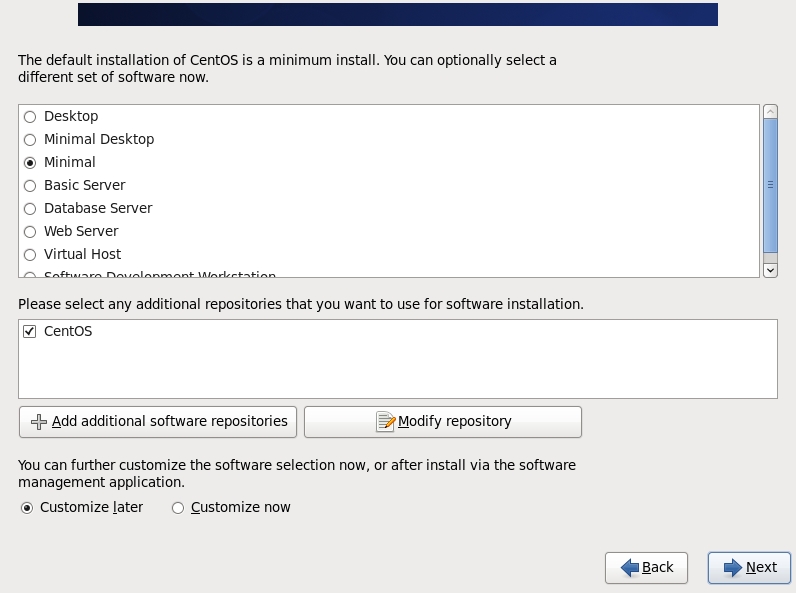 The default installation of CentOS is a minimum install. You can optionally select a
different set of software now.
Desktop
Minimal Desktop
Minimal
Basic Server
Database Server
Web Server
Virtual Host
Software Development Workstation
Please select any additional repositories that you want to use for software installation.
CentOS
Add additional software repositories
Modify repository
You can further customize the software selection now, or after install via the software
management application.
Customize later
Customize now
Back
Next